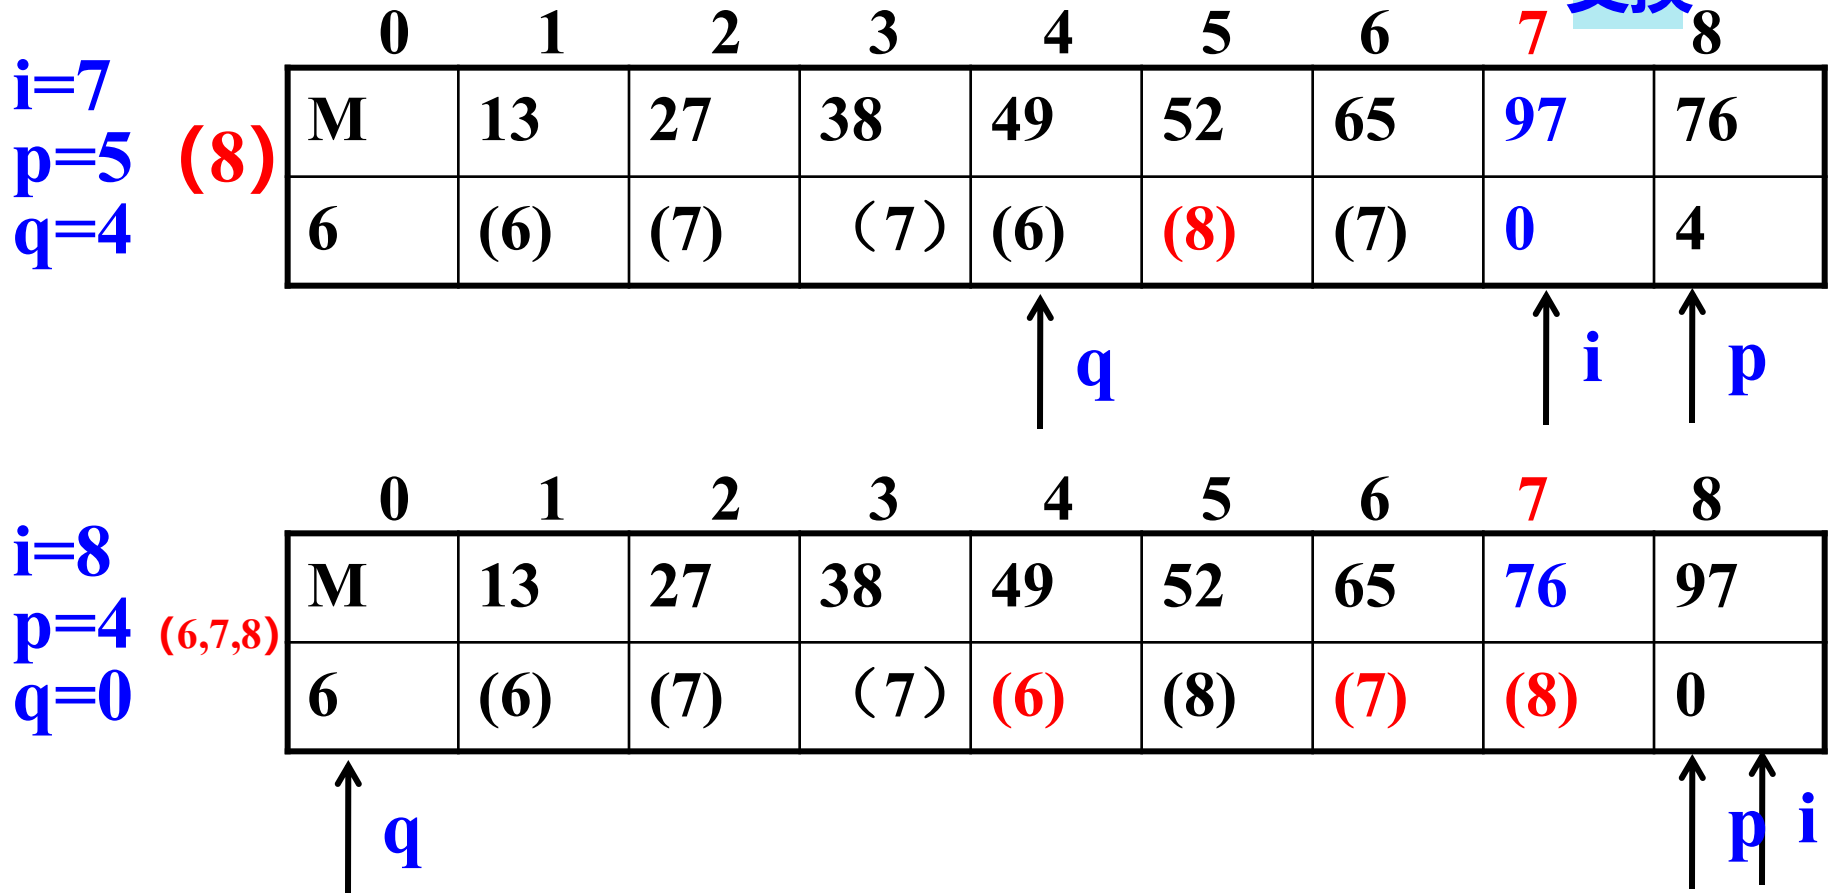 0 1 2 3 4 5 6 7 8
i=7
p=5 (8)
q=4
M 13 27 38 49 52 65 97 76
6 (6) (7) （7） (6) (8) (7) 0 4
q i p
0 1 2 3 4 5 6 7 8
i=8
p=4 (6,7,8)
q=0
M 13 27 38 49 52 65 76 97
6 (6) (7) （7） (6) (8) (7) (8) 0
q p i